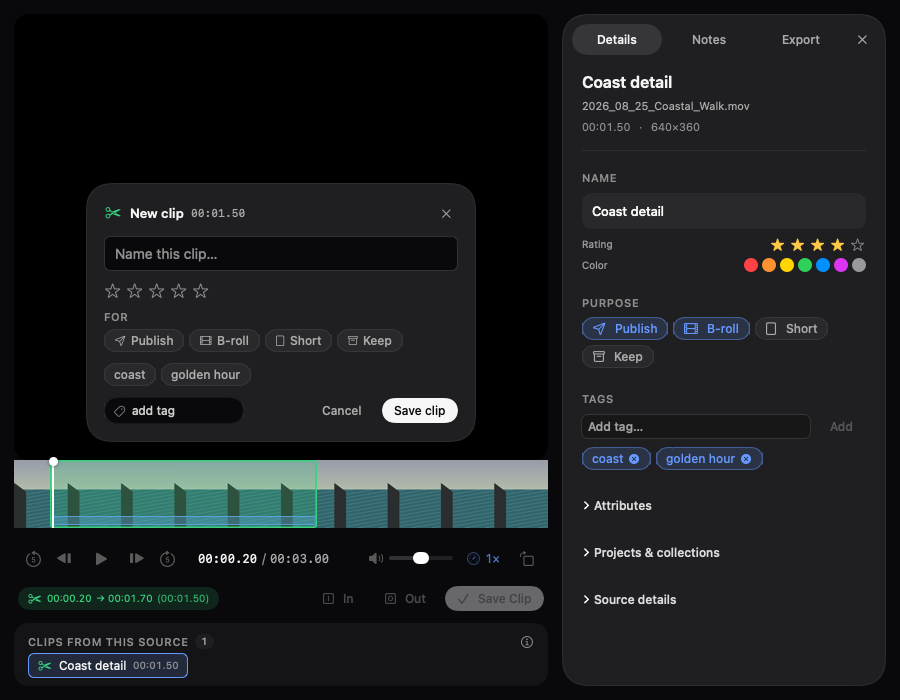 Details Notes Export
Coast detail
2026_08_25_Coastal_Walk.mov
00:01.50 · 640×360
NAME
Coast detail
Rating
Color
PURPOSE
Publish B-roll Short
Keep
TAGS
Add tag... Add
coast golden hour
Attributes
Projects & collections
Source details
New clip 00:01.50
Name this clip...
FOR
Publish B-roll Short Keep
coast golden hour
add tag Cancel Save clip
5 5 00:00.20 / 00:03.00 1×
00:00.20 → 00:01.70 (00:01.50) In Out Save Clip
CLIPS FROM THIS SOURCE 1
Coast detail 00:01.50